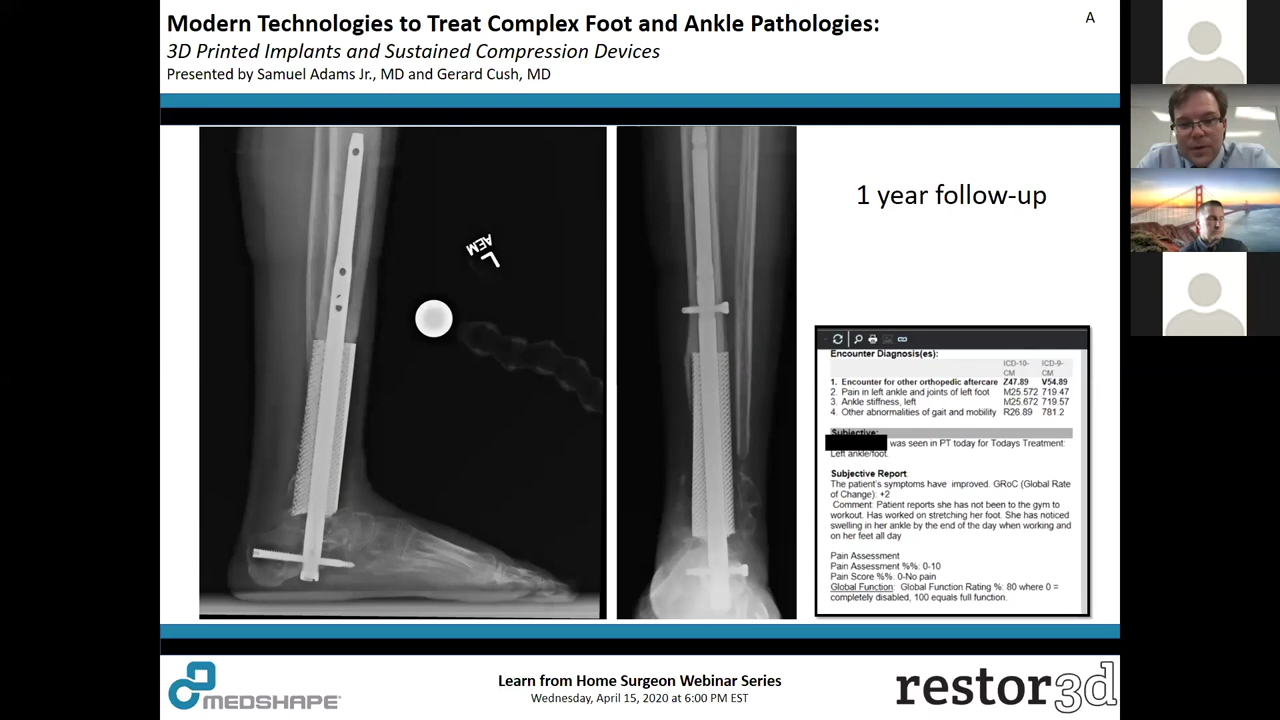 Modern Technologies to Treat Complex Foot and Ankle Pathologies:
A
3D Printed Implants and Sustained Compression Devices
Presented by Samuel Adams Jr., MD and Gerard Cush, MD
AEM
L
1 year follow-up
Encounter Diagnosis(es):
ICD-10-CM ICD-9-CM
1. Encounter for other orthopedic aftercare Z47.89 V54.89
2. Pain in left ankle and joints of left foot M25.572 719.47
3. Ankle stiffness, left M25.672 719.57
4. Other abnormalities of gait and mobility R26.89 781.2
Subjective:
was seen in PT today for Todays Treatment:
Left ankle/foot.
Subjective Report
The patient's symptoms have improved. GRoC (Global Rate
of Change): +2
Comment: Patient reports she has not been to the gym to
workout. Has worked on stretching her foot. She has noticed
swelling in her ankle by the end of the day when working and
on her feet all day
Pain Assessment
Pain Assessment %%: 0-10
Pain Score %%: 0-No pain
Global Function: Global Function Rating %: 80 where 0 =
completely disabled, 100 equals full function.
MEDSHAPE
Learn from Home Surgeon Webinar Series
Wednesday, April 15, 2020 at 6:00 PM EST
restor3d